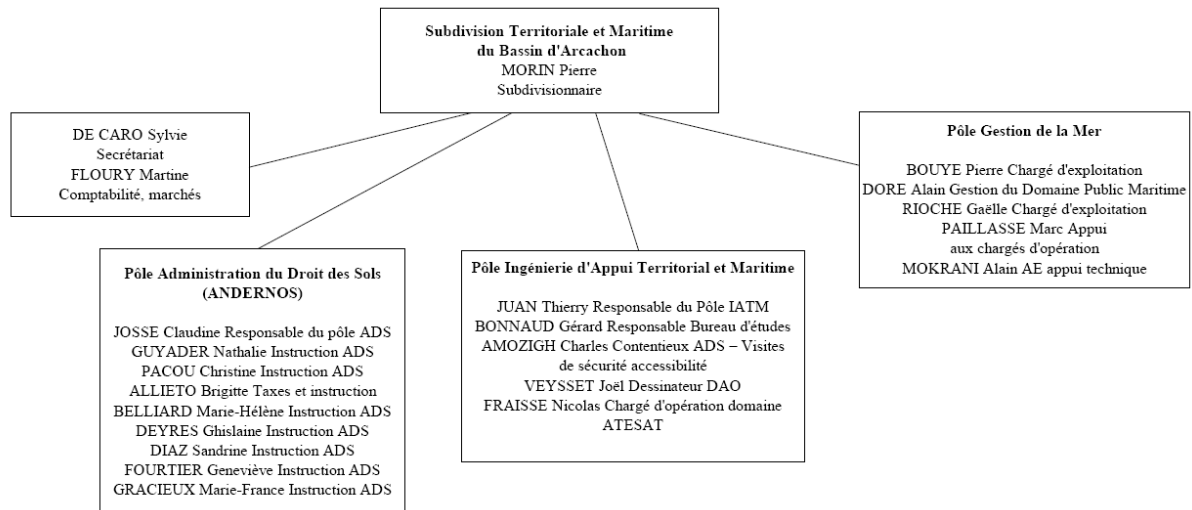 Subdivision Territoriale et Maritime
du Bassin d'Arcachon
MORIN Pierre
Subdivisionnaire
DE CARO Sylvie
Secrétariat
FLOURY Martine
Comptabilité, marchés
Pôle Gestion de la Mer
BOUYE Pierre Chargé d'exploitation
DORE Alain Gestion du Domaine Public Maritime
RIOCHE Gaëlle Chargé d'exploitation
PAILLASSE Marc Appui
aux chargés d'opération
MOKRANI Alain AE appui technique
Pôle Administration du Droit des Sols
(ANDERNOS)
JOSSE Claudine Responsable du pôle ADS
GUYADER Nathalie Instruction ADS
PACOU Christine Instruction ADS
ALLIETO Brigitte Taxes et instruction
BELLIARD Marie-Hélène Instruction ADS
DEYRES Ghislaine Instruction ADS
DIAZ Sandrine Instruction ADS
FOURTIER Geneviève Instruction ADS
GRACIEUX Marie-France Instruction ADS
Pôle Ingénierie d'Appui Territorial et Maritime
JUAN Thierry Responsable du Pôle IATM
BONNAUD Gérard Responsable Bureau d'études
AMOZIGH Charles Contentieux ADS – Visites
de sécurité accessibilité
VEYSSET Joël Dessinateur DAO
FRAISSE Nicolas Chargé d'opération domaine
ATESAT